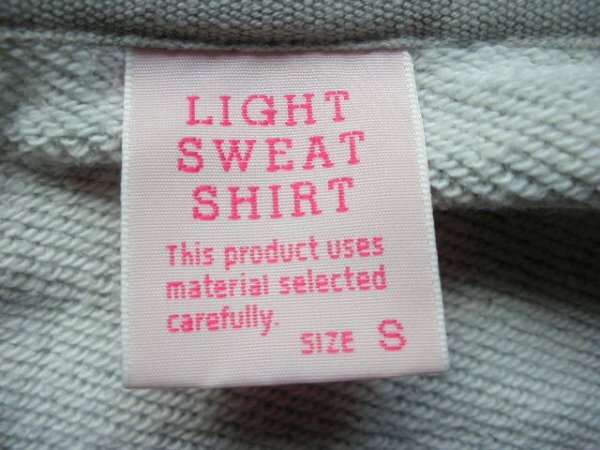 LIGHT
SWEAT
SHIRT
This product uses
material selected
carefully.
SIZE S